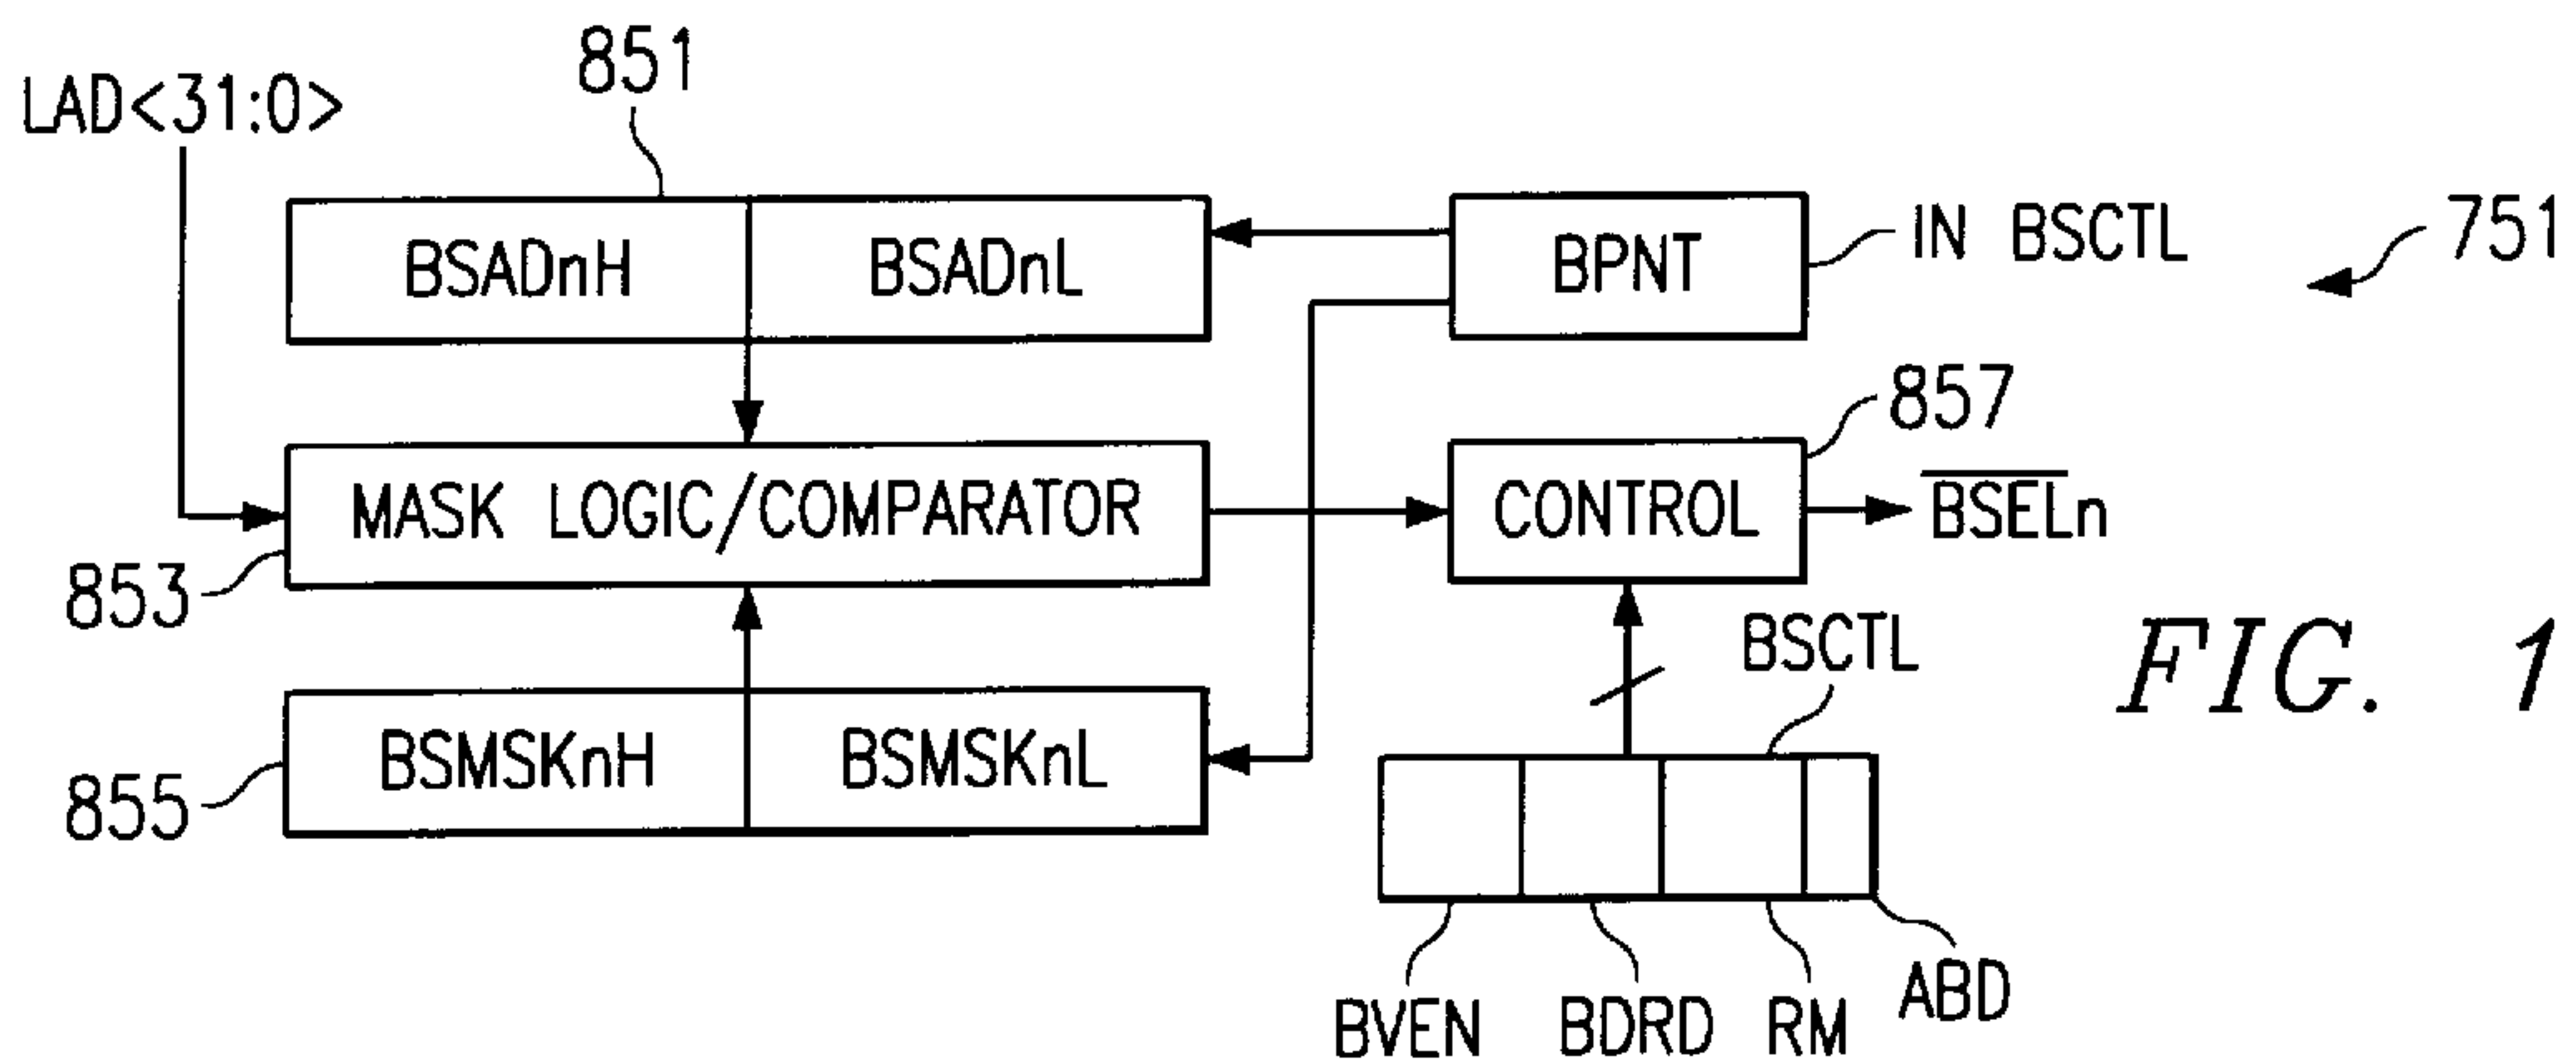 851
LAD<31:0>
BSADnH
BSADnL
BPNT
IN BSCTL
751
857
MASK LOGIC/COMPARATOR
CONTROL
BSELn
853
BSCTL
FIG. 1
BSMSKnH
BSMSKnL
855
BVEN
BDRD
RM
ABD